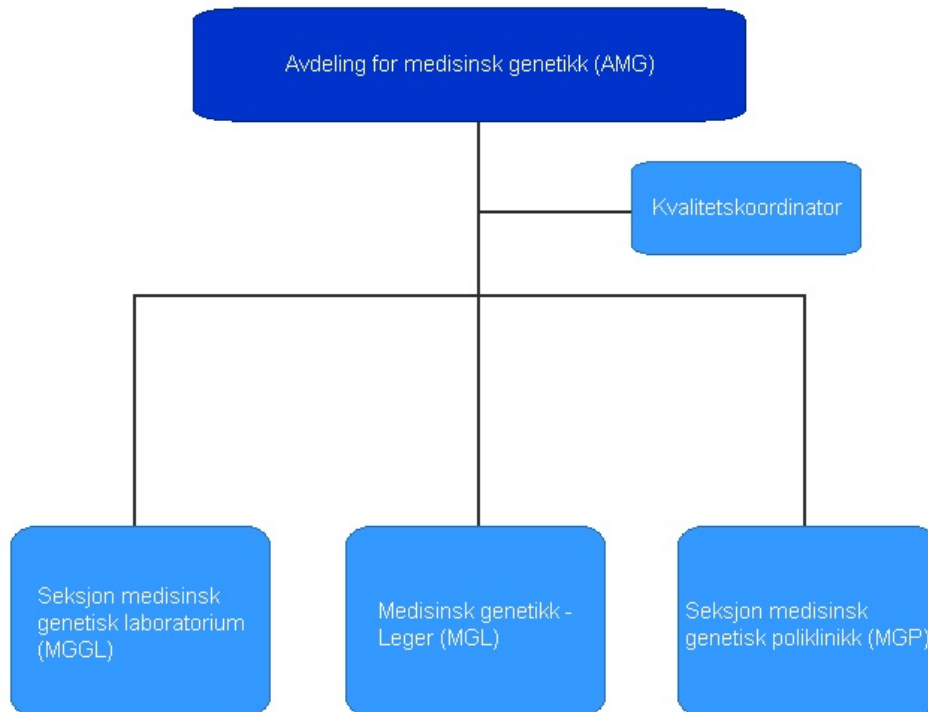 Avdeling for medisinsk genetikk (AMG)
Kvalitetskoordinator
Seksjon medisinsk
genetisk laboratorium
(MGGL)
Medisinsk genetikk -
Leger (MGL)
Seksjon medisinsk
genetisk poliklinikk (MGP)